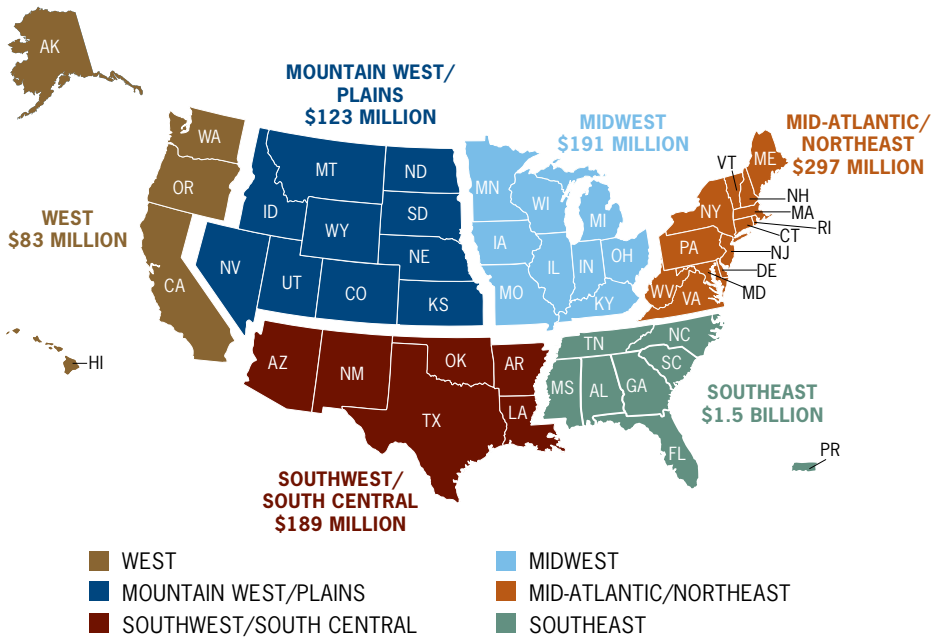 AK
MOUNTAIN WEST/
PLAINS
$123 MILLION
MIDWEST
$191 MILLION
MID-ATLANTIC/
NORTHEAST
$297 MILLION
WEST
$83 MILLION
WA
OR
CA
HI
MT
ID
WY
NV
UT
CO
ND
SD
NE
KS
MN
WI
MI
IA
IL
IN
OH
MO
KY
ME
VT
NH
MA
RI
CT
NY
NJ
PA
DE
MD
WV
VA
AZ
NM
OK
TX
AR
LA
TN
NC
SC
MS
AL
GA
FL
PR
SOUTHEAST
$1.5 BILLION
SOUTHWEST/
SOUTH CENTRAL
$189 MILLION
WEST
MOUNTAIN WEST/PLAINS
SOUTHWEST/SOUTH CENTRAL
MIDWEST
MID-ATLANTIC/NORTHEAST
SOUTHEAST